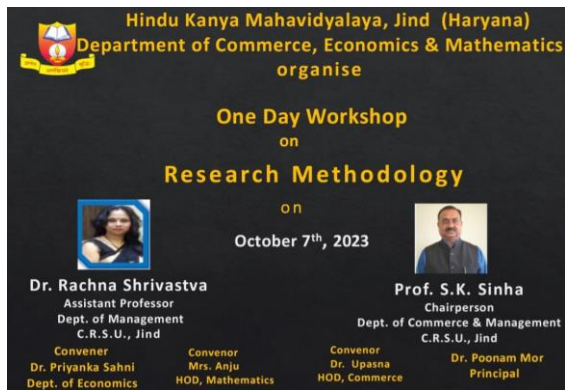 Hindu Kanya Mahavidyalaya, Jind (Haryana)
Department of Commerce, Economics & Mathematics
organise
One Day Workshop
on
Research Methodology
on
October 7th, 2023
Dr. Rachna Shrivastva
Assistant Professor
Dept. of Management
C.R.S.U., Jind
Prof. S.K. Sinha
Chairperson
Dept. of Commerce & Management
C.R.S.U., Jind
Convener
Dr. Priyanka Sahni
Dept. of Economics
Convenor
Mrs. Anju
HOD, Mathematics
Convenor
Dr. Upasna
HOD, Commerce
Dr. Poonam Mor
Principal